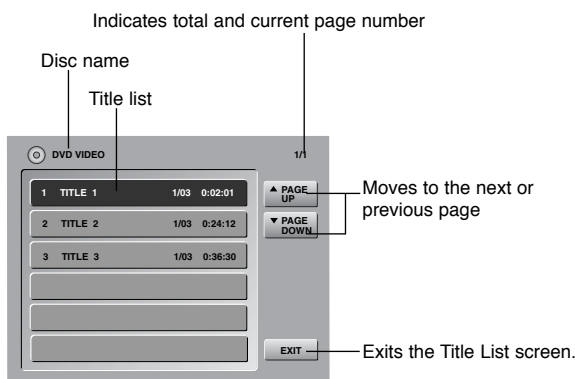 Indicates total and current page number
Disc name
Title list
DVD VIDEO 1/1
1 TITLE 1 1/03 0:02:01
2 TITLE 2 1/03 0:24:12
3 TITLE 3 1/03 0:36:30
▲ PAGE
UP
▼ PAGE
DOWN
Moves to the next or
previous page
EXIT
Exits the Title List screen.